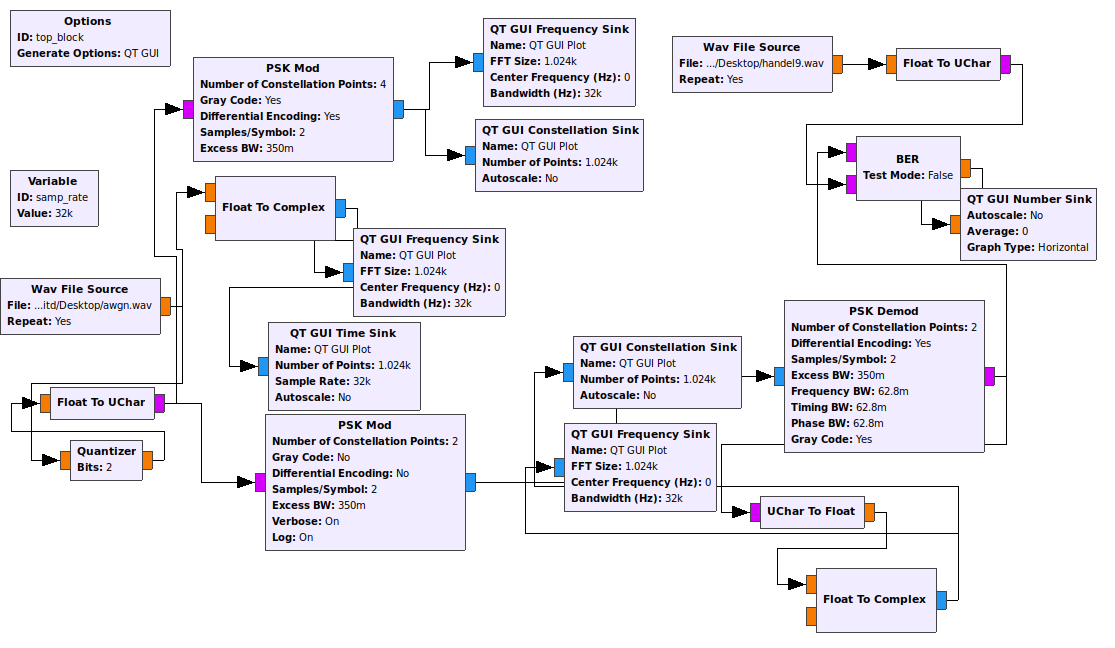 Options
ID: top_block
Generate Options: QT GUI
Variable
ID: samp_rate
Value: 32k
PSK Mod
Number of Constellation Points: 4
Gray Code: Yes
Differential Encoding: Yes
Samples/Symbol: 2
Excess BW: 350m
QT GUI Frequency Sink
Name: QT GUI Plot
FFT Size: 1.024k
Center Frequency (Hz): 0
Bandwidth (Hz): 32k
QT GUI Constellation Sink
Name: QT GUI Plot
Number of Points: 1.024k
Autoscale: No
Wav File Source
File: .../Desktop/handel9.wav
Repeat: Yes
Float To UChar
BER
Test Mode: False
QT GUI Number Sink
Autoscale: No
Average: 0
Graph Type: Horizontal
Float To Complex
QT GUI Frequency Sink
Name: QT GUI Plot
FFT Size: 1.024k
Center Frequency (Hz): 0
Bandwidth (Hz): 32k
Wav File Source
File: ...itd/Desktop/awgn.wav
Repeat: Yes
QT GUI Time Sink
Name: QT GUI Plot
Number of Points: 1.024k
Sample Rate: 32k
Autoscale: No
Float To UChar
Quantizer
Bits: 2
PSK Mod
Number of Constellation Points: 2
Gray Code: No
Differential Encoding: No
Samples/Symbol: 2
Excess BW: 350m
Verbose: On
Log: On
QT GUI Constellation Sink
Name: QT GUI Plot
Number of Points: 1.024k
Autoscale: No
QT GUI Frequency Sink
Name: QT GUI Plot
FFT Size: 1.024k
Center Frequency (Hz): 0
Bandwidth (Hz): 32k
PSK Demod
Number of Constellation Points: 2
Differential Encoding: Yes
Samples/Symbol: 2
Excess BW: 350m
Frequency BW: 62.8m
Timing BW: 62.8m
Phase BW: 62.8m
Gray Code: Yes
UChar To Float
Float To Complex